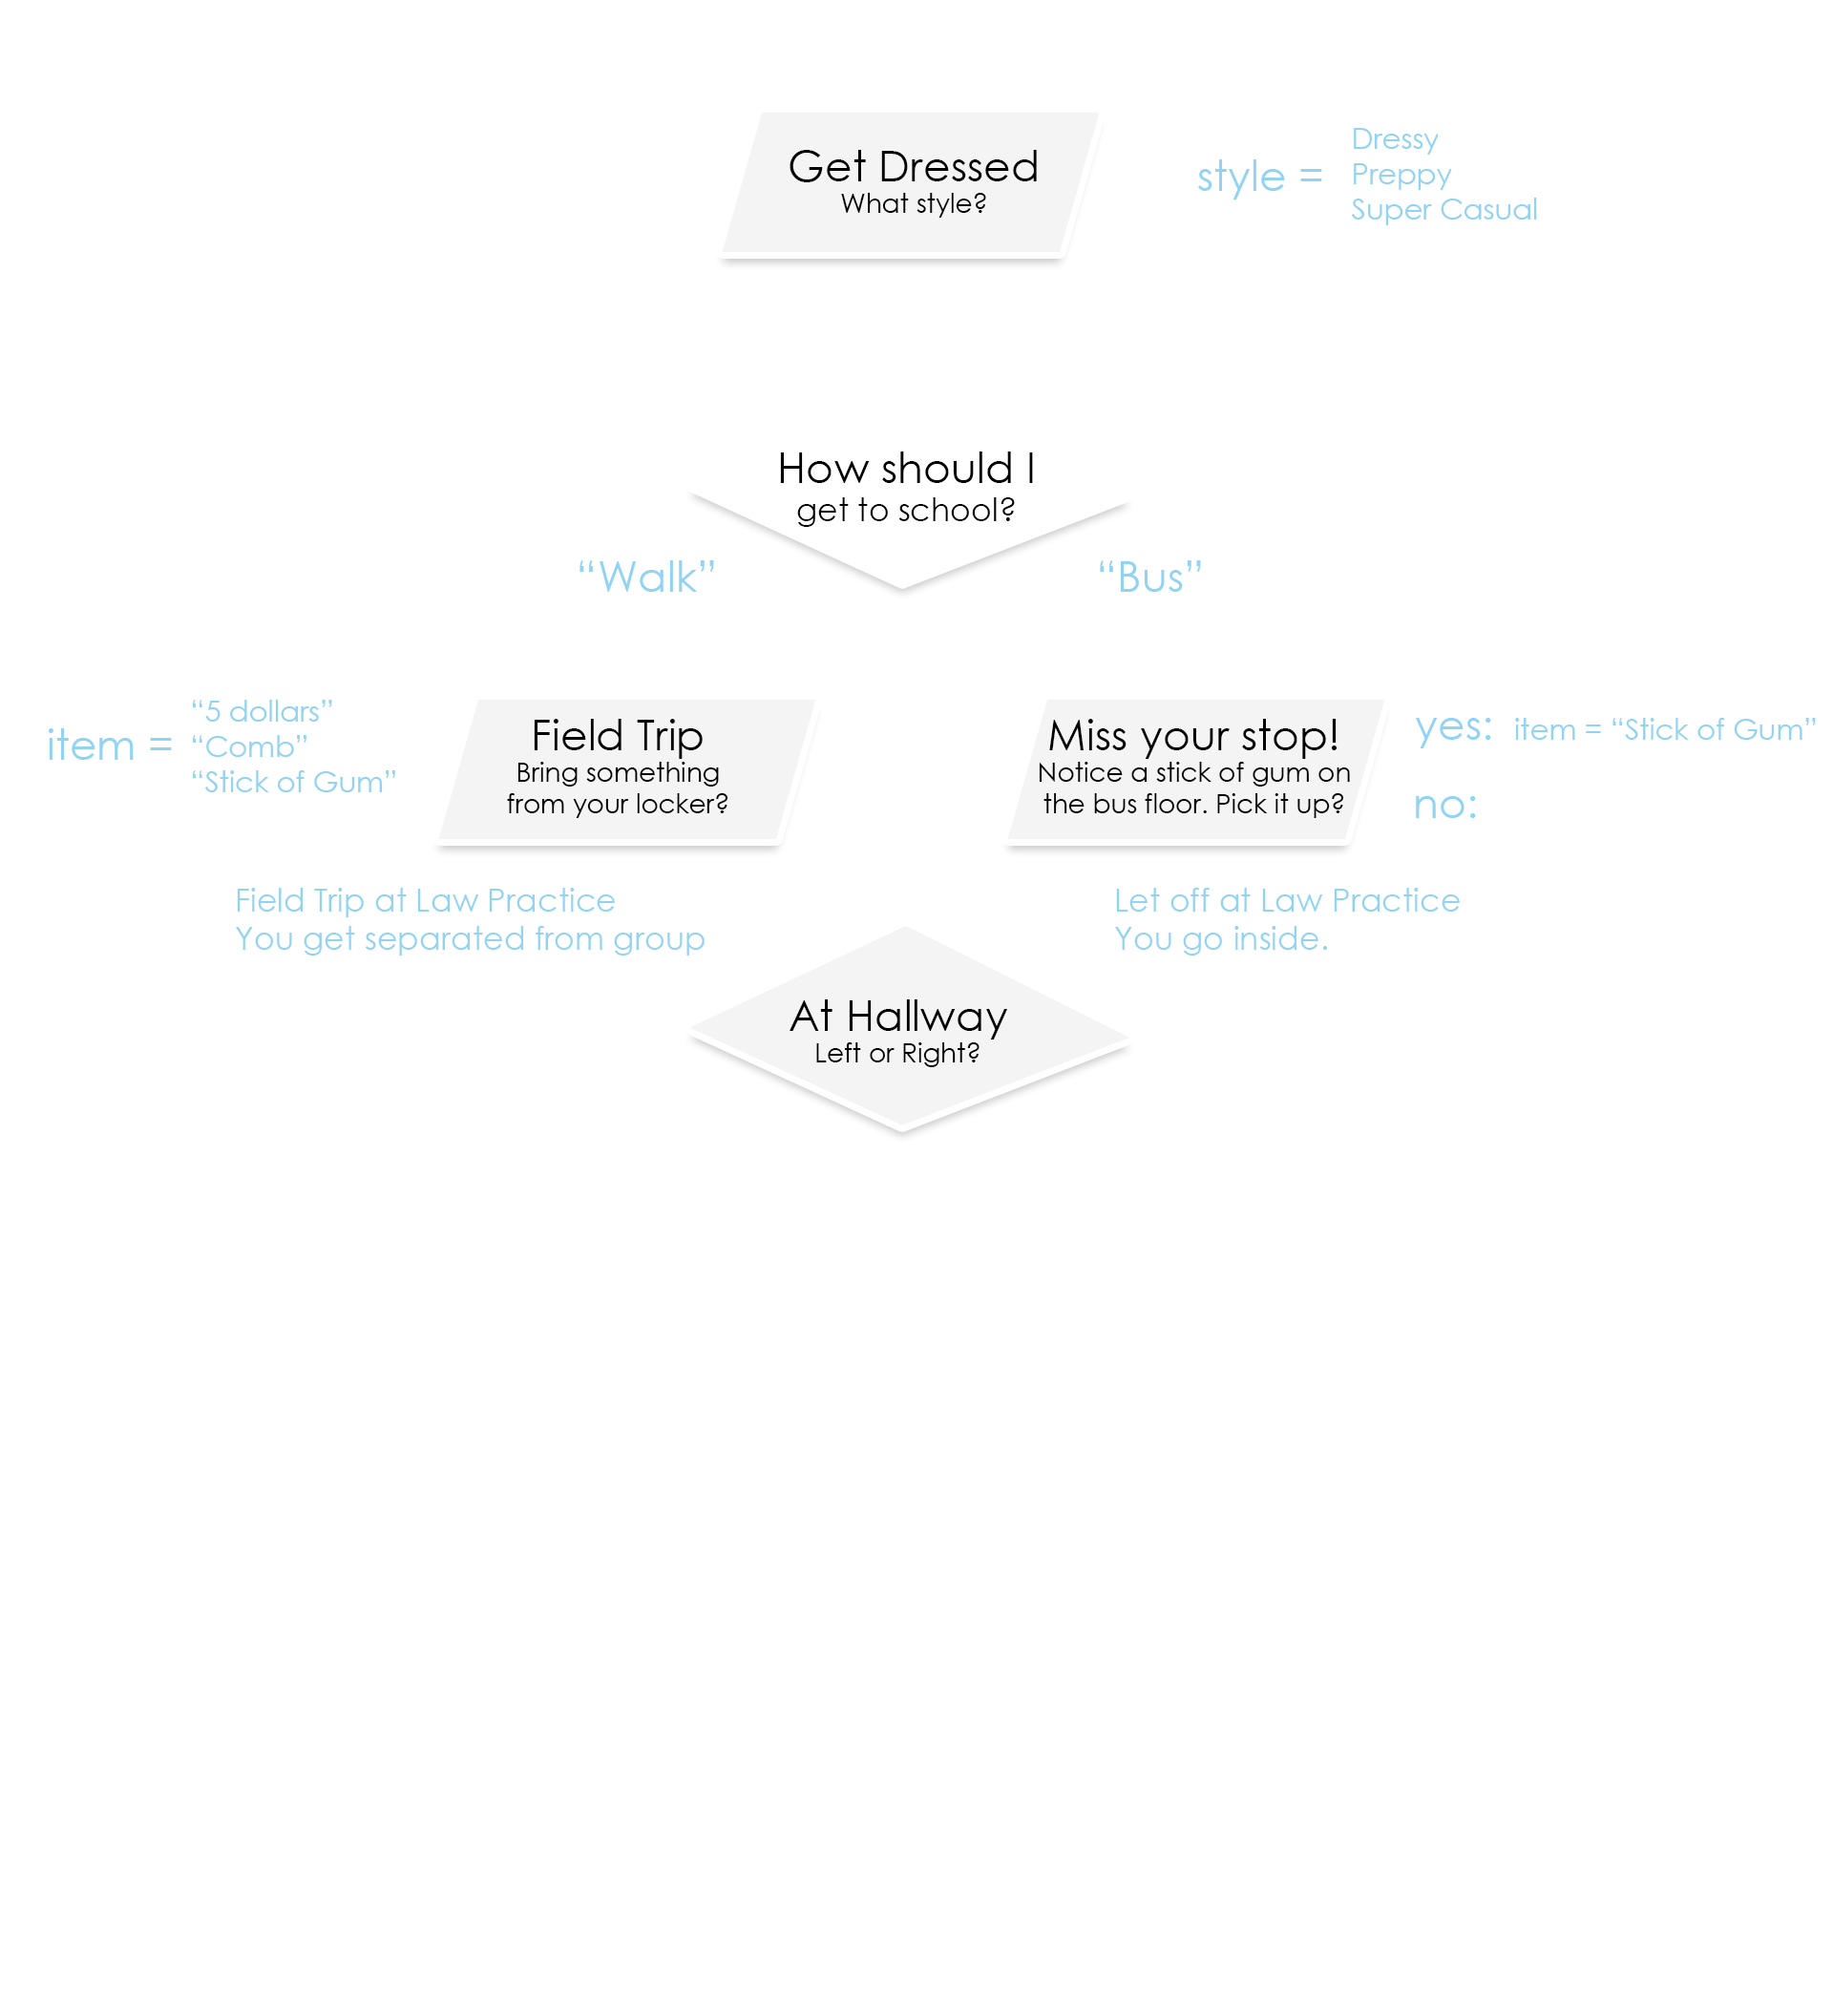 Get Dressed
What style?
style =
Dressy
Preppy
Super Casual
How should I
get to school?
“Walk”
“Bus”
item =
“5 dollars”
“Comb”
“Stick of Gum”
Field Trip
Bring something
from your locker?
Miss your stop!
Notice a stick of gum on
the bus floor. Pick it up?
yes: item = “Stick of Gum”
no:
Field Trip at Law Practice
You get separated from group
Let off at Law Practice
You go inside.
At Hallway
Left or Right?